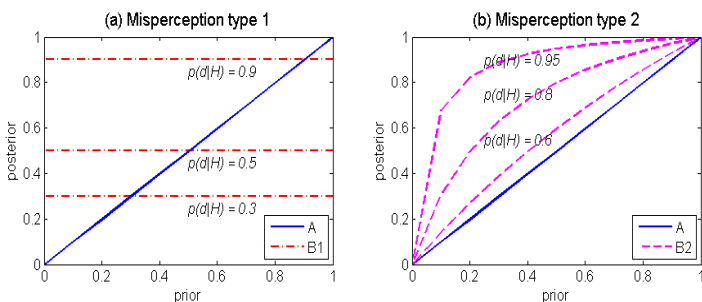 (a) Misperception type 1
1
0.8
0.6
0.4
0.2
0
posterior
p(d|H) = 0.9
p(d|H) = 0.5
p(d|H) = 0.3
A
B1
0
0.2
0.4
0.6
0.8
1
prior
(b) Misperception type 2
1
0.8
0.6
0.4
0.2
0
posterior
p(d|H) = 0.95
p(d|H) = 0.8
p(d|H) = 0.6
A
B2
0
0.2
0.4
0.6
0.8
1
prior